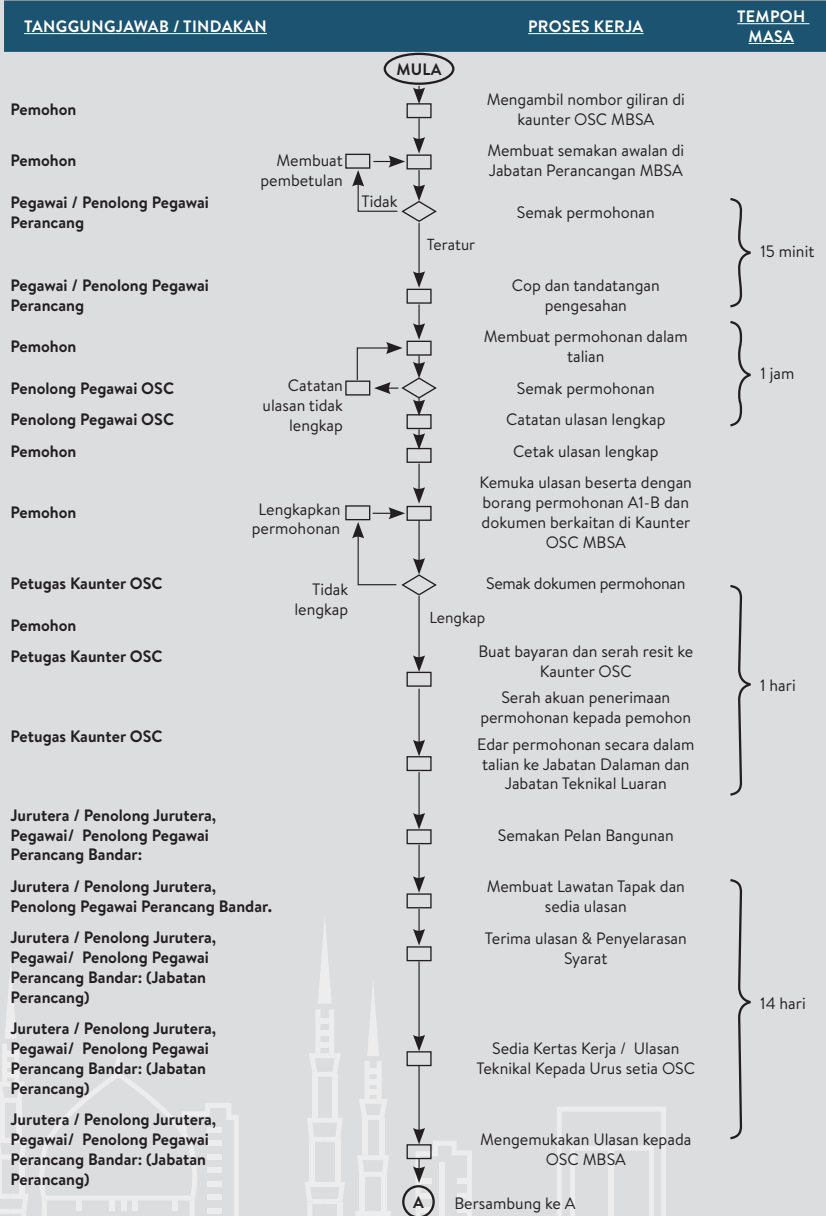 TANGGUNGJAWAB / TINDAKAN
PROSES KERJA
TEMPOH
MASA
MULA
Pemohon
Mengambil nombor giliran di
kaunter OSC MBSA
Pemohon
Membuat
pembetulan
Membuat semakan awalan di
Jabatan Perancangan MBSA
Pegawai / Penolong Pegawai
Perancang
Tidak
Semak permohonan
Teratur
15 minit
Pegawai / Penolong Pegawai
Perancang
Cop dan tandatangan
pengesahan
Pemohon
Membuat permohonan dalam
talian
1 jam
Penolong Pegawai OSC
Catatan
ulasan tidak
lengkap
Semak permohonan
Penolong Pegawai OSC
Catatan ulasan lengkap
Pemohon
Cetak ulasan lengkap
Pemohon
Lengkapkan
permohonan
Kemuka ulasan beserta dengan
borang permohonan A1-B dan
dokumen berkaitan di Kaunter
OSC MBSA
Petugas Kaunter OSC
Tidak
lengkap
Semak dokumen permohonan
Lengkap
Pemohon
Petugas Kaunter OSC
Buat bayaran dan serah resit ke
Kaunter OSC
1 hari
Serah akuan penerimaan
permohonan kepada pemohon
Petugas Kaunter OSC
Edar permohonan secara dalam
talian ke Jabatan Dalaman dan
Jabatan Teknikal Luaran
Jurutera / Penolong Jurutera,
Pegawai/ Penolong Pegawai
Perancang Bandar:
Semakan Pelan Bangunan
Jurutera / Penolong Jurutera,
Penolong Pegawai Perancang Bandar.
Membuat Lawatan Tapak dan
sedia ulasan
Jurutera / Penolong Jurutera,
Pegawai/ Penolong Pegawai
Perancang Bandar: (Jabatan
Perancang)
Terima ulasan & Penyelarasan
Syarat
14 hari
Jurutera / Penolong Jurutera,
Pegawai/ Penolong Pegawai
Perancang Bandar: (Jabatan
Perancang)
Sedia Kertas Kerja / Ulasan
Teknikal Kepada Urus setia OSC
Jurutera / Penolong Jurutera,
Pegawai/ Penolong Pegawai
Perancang Bandar: (Jabatan
Perancang)
Mengemukakan Ulasan kepada
OSC MBSA
A
Bersambung ke A